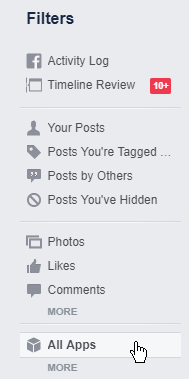 Filters
Activity Log
Timeline Review 10+
Your Posts
Posts You're Tagged ...
Posts by Others
Posts You've Hidden
Photos
Likes
Comments
MORE
All Apps
MORE